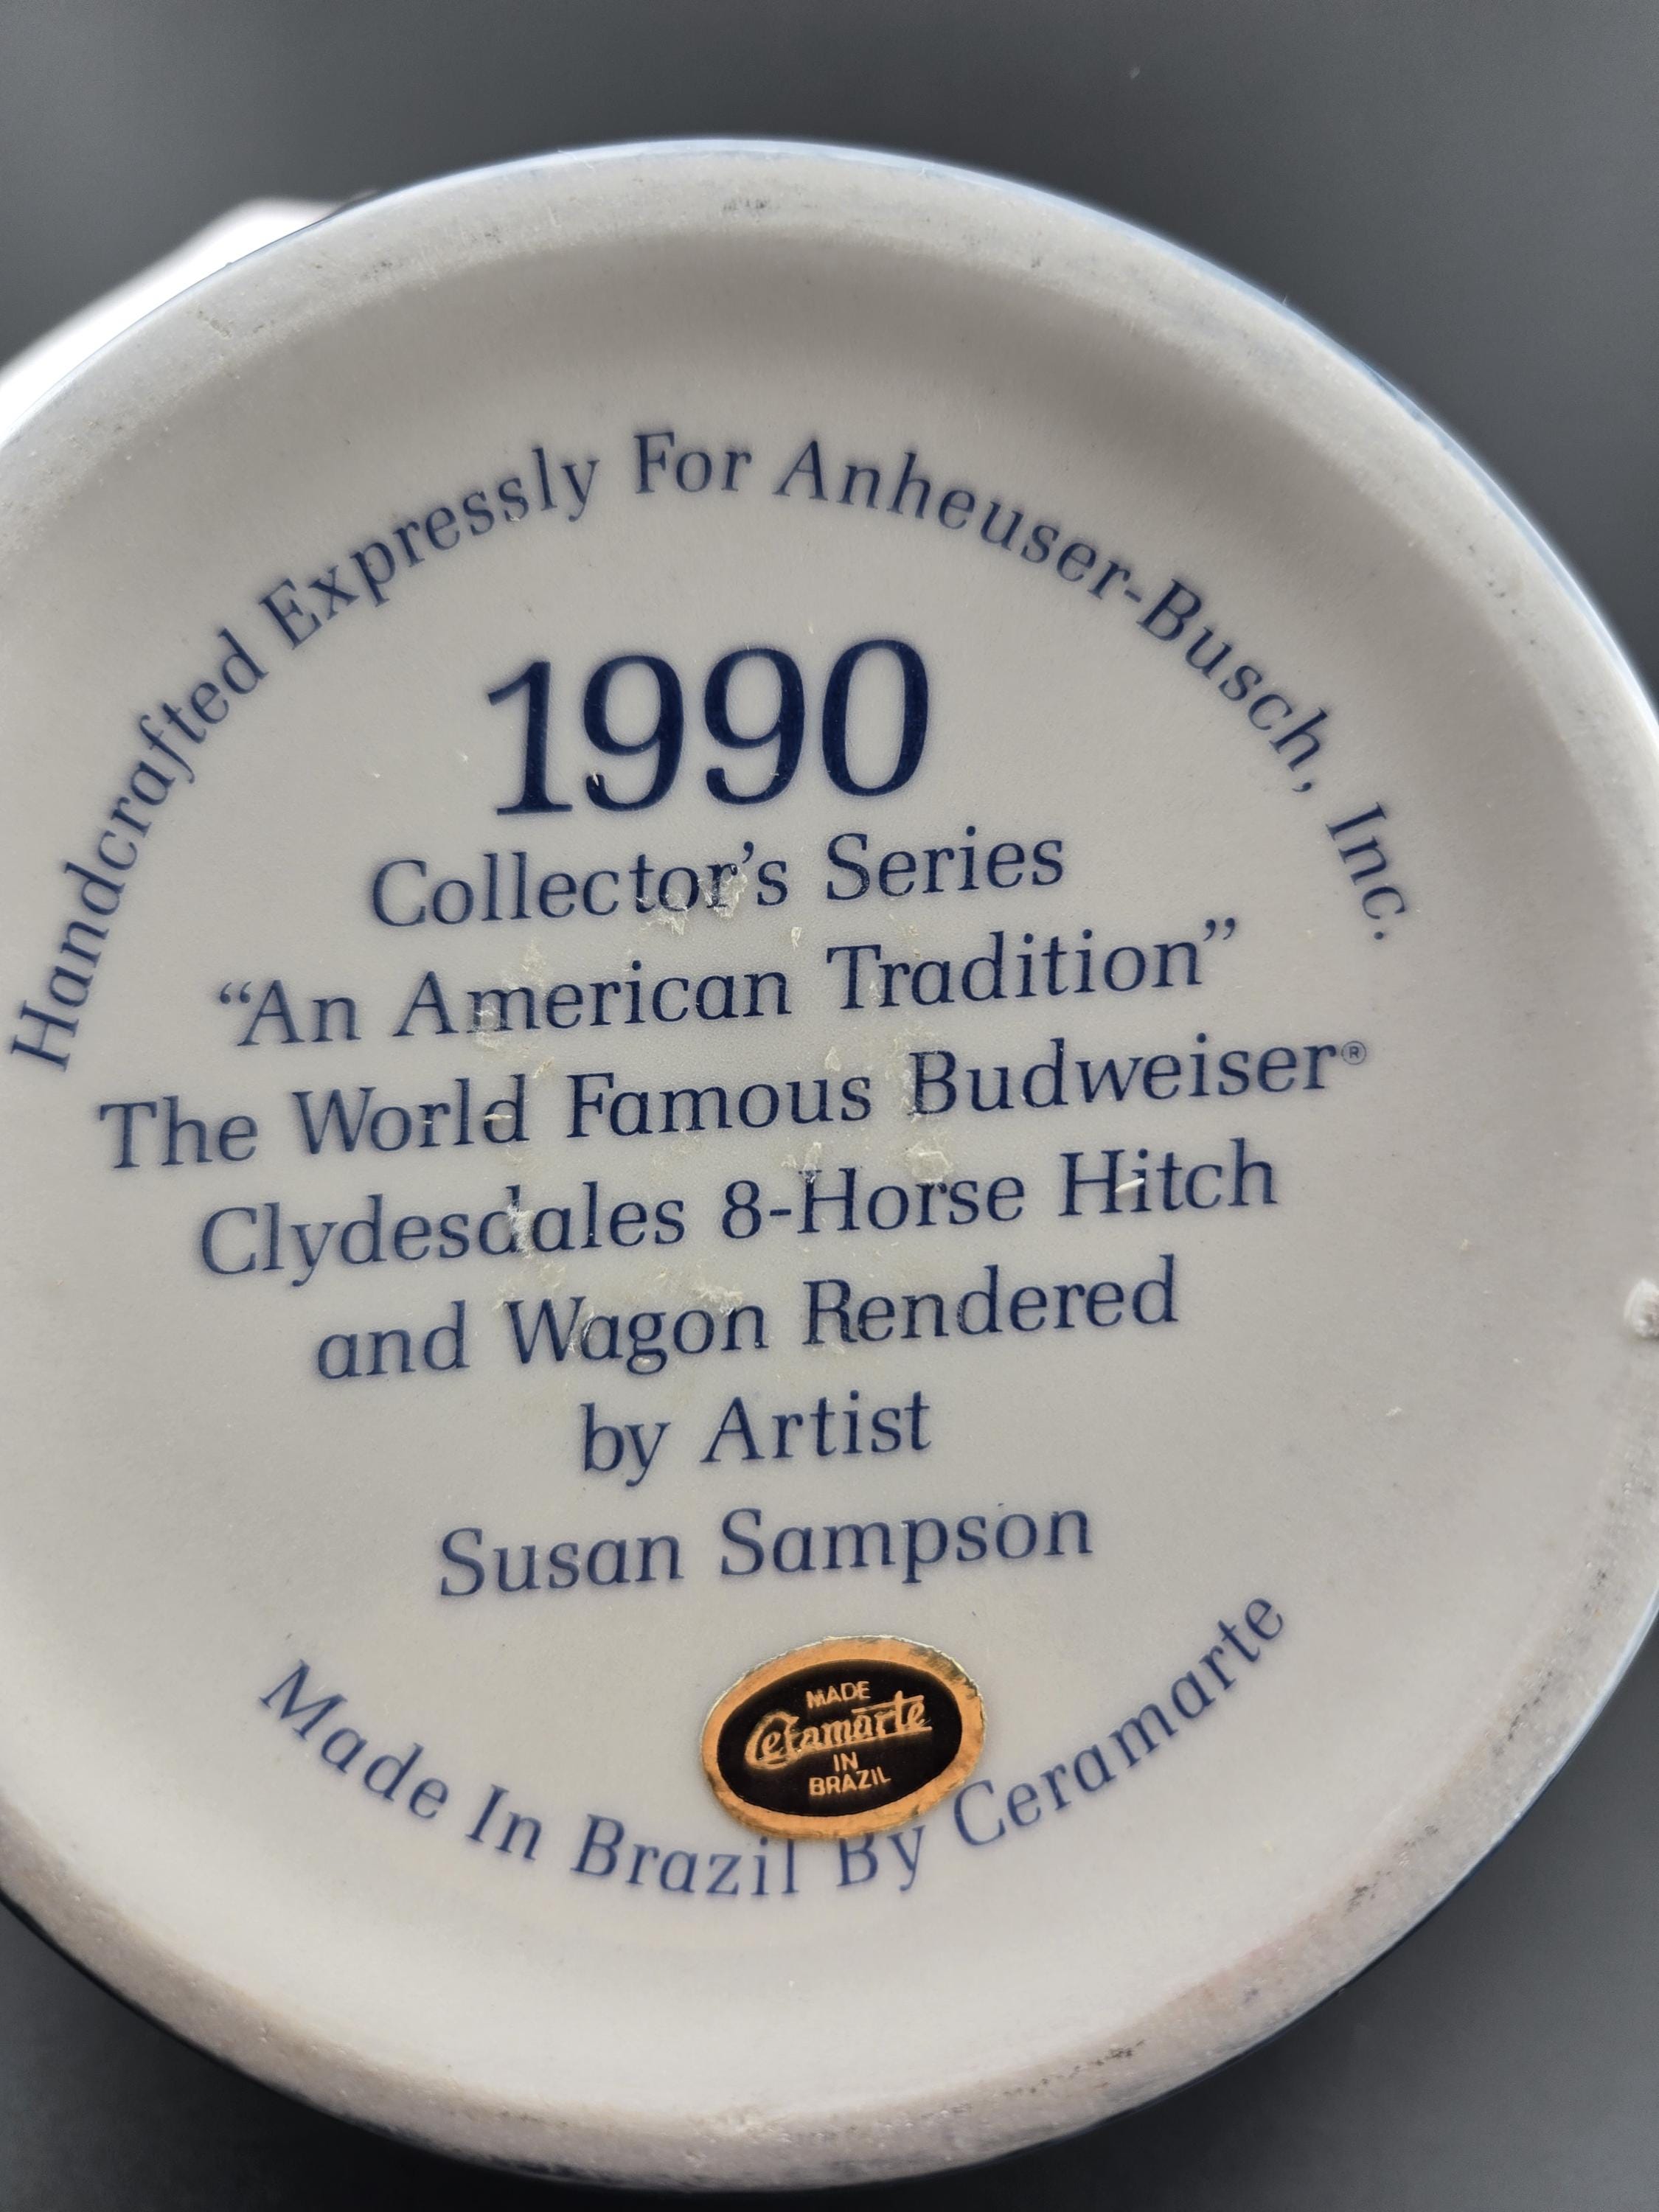 Handcrafted Expressly For Anheuser-Busch, Inc.
1990
Collector's Series
“An American Tradition”
The World Famous Budweiser®
Clydesdales 8-Horse Hitch
and Wagon Rendered
by Artist
Susan Sampson
MADE
Ceramarte
IN
BRAZIL
Made In Brazil By Ceramarte